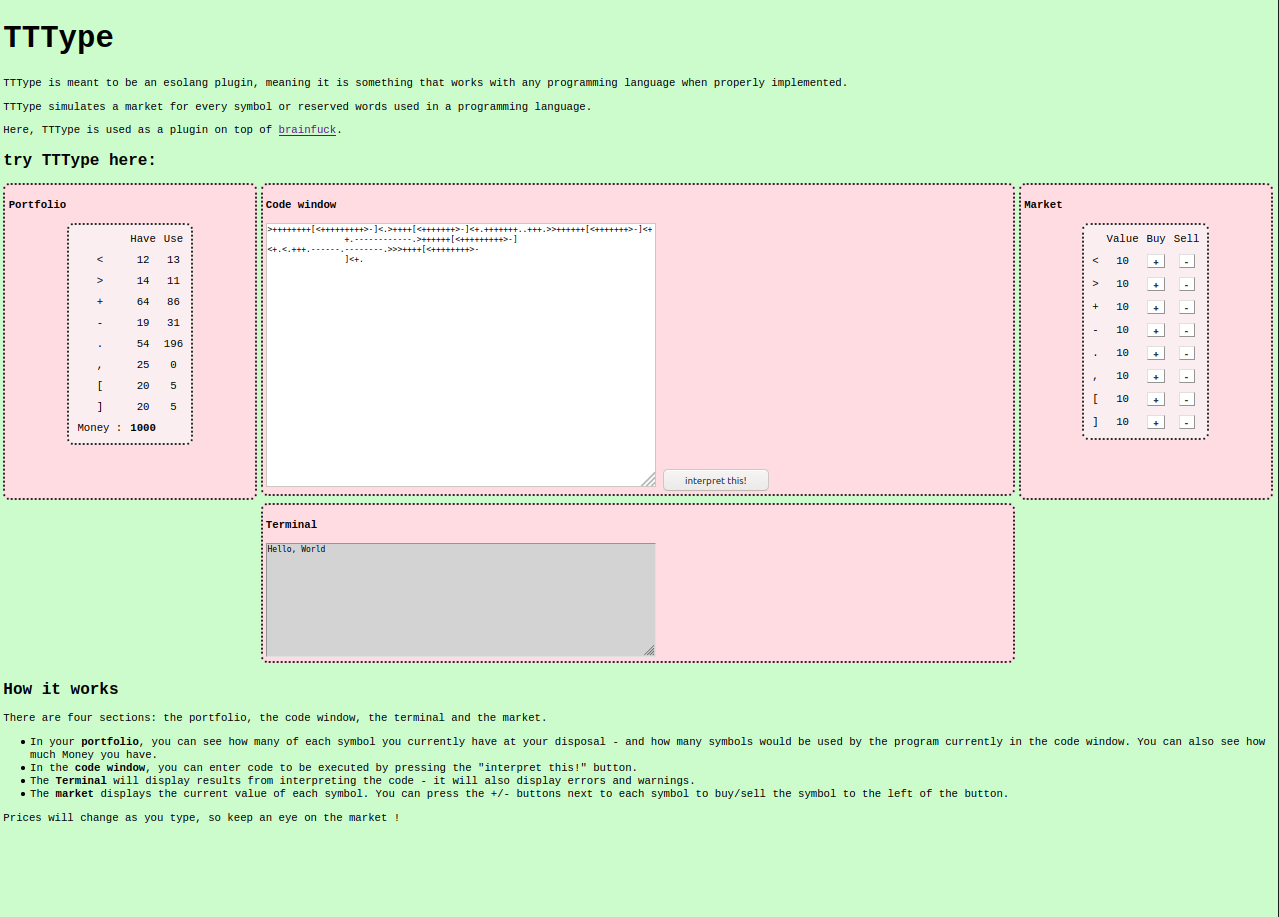 TTType
TTType is meant to be an esolang plugin, meaning it is something that works with any programming language when properly implemented.
TTType simulates a market for every symbol or reserved words used in a programming language.
Here, TTType is used as a plugin on top of brainfuck.
try TTType here:
Portfolio
Have Use
< 12 13
> 14 11
+ 64 86
- 19 31
. 54 196
, 25 0
[ 20 5
] 20 5
Money : 1000
Code window
>++++++++[<+++++++++>-]<.>++++[<+++++++>-]<+.+++++++..+++.>>++++++[<+++++++>-]<+
+.------------.>++++++[<+++++++++>-]
<+.<.+++.------.--------.>>>++++[<++++++++>-
]<+.
interpret this!
Market
Value Buy Sell
< 10 + -
> 10 + -
+ 10 + -
- 10 + -
. 10 + -
, 10 + -
[ 10 + -
] 10 + -
Terminal
Hello, World
How it works
There are four sections: the portfolio, the code window, the terminal and the market.
• In your portfolio, you can see how many of each symbol you currently have at your disposal - and how many symbols would be used by the program currently in the code window. You can also see how
much Money you have.
• In the code window, you can enter code to be executed by pressing the "interpret this!" button.
• The Terminal will display results from interpreting the code - it will also display errors and warnings.
• The market displays the current value of each symbol. You can press the +/- buttons next to each symbol to buy/sell the symbol to the left of the button.
Prices will change as you type, so keep an eye on the market !